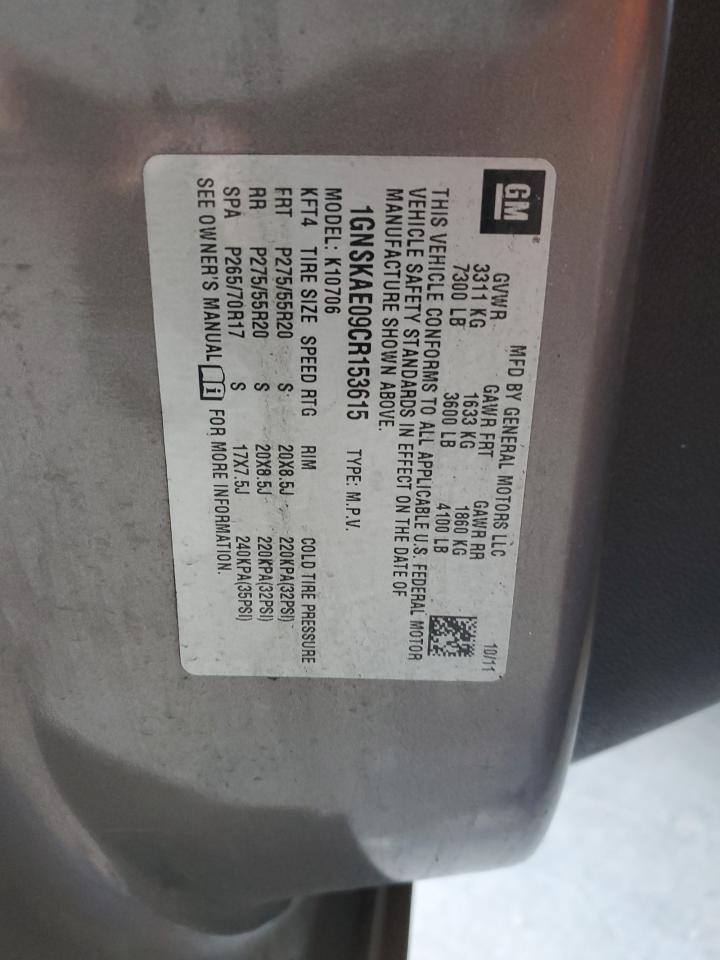 GM
MFD BY GENERAL MOTORS LLC
10/11
GVWR GAWR FRT GAWR RR
3311 KG 1633 KG 1860 KG
7300 LB 3600 LB 4100 LB
THIS VEHICLE CONFORMS TO ALL APPLICABLE U.S. FEDERAL MOTOR
VEHICLE SAFETY STANDARDS IN EFFECT ON THE DATE OF
MANUFACTURE SHOWN ABOVE.
1GNSKAE09CR153615 TYPE: M.P.V.
MODEL: K10706
KFT4 TIRE SIZE SPEED RTG RIM COLD TIRE PRESSURE
FRT P275/55R20 S 20X8.5J 220KPA(32PSI)
RR P275/55R20 S 20X8.5J 220KPA(32PSI)
SPA P265/70R17 S 17X7.5J 240KPA(35PSI)
SEE OWNER'S MANUAL i FOR MORE INFORMATION.